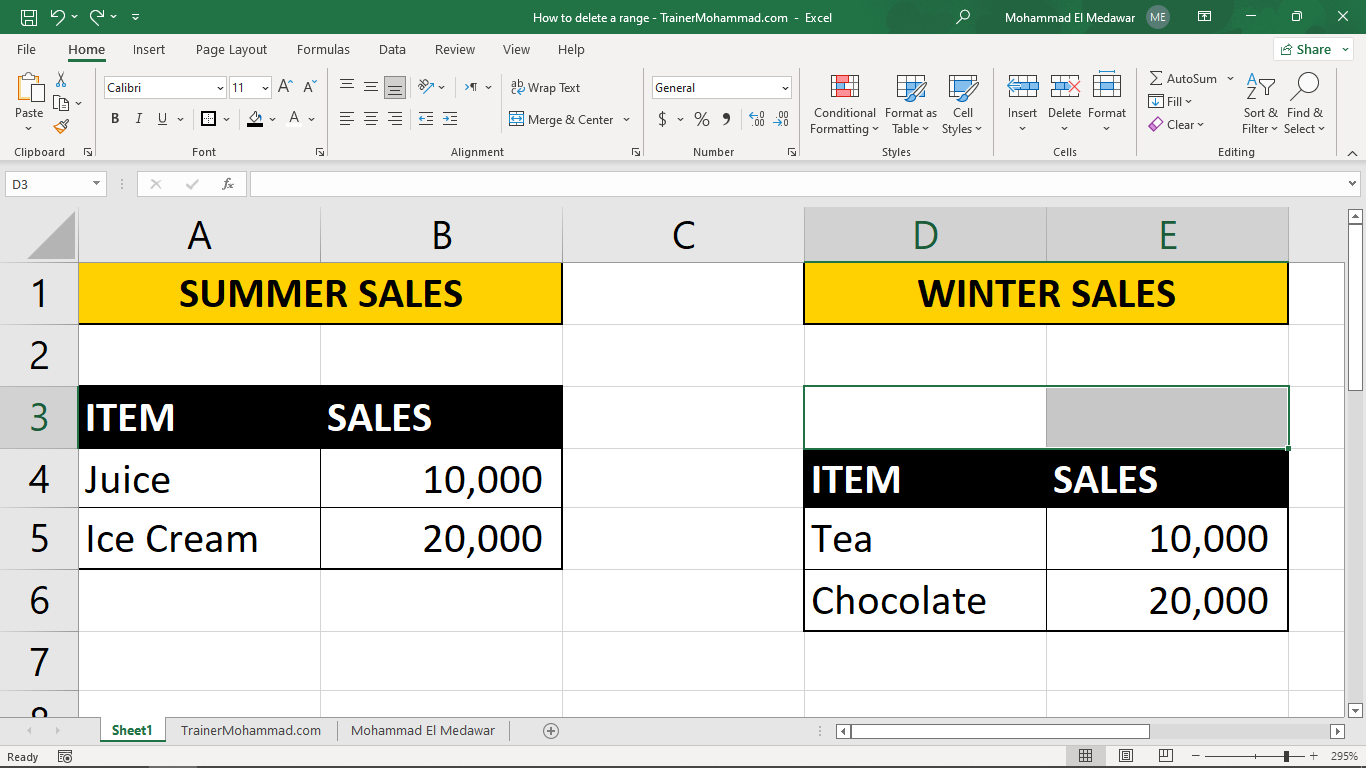 How to delete a range - TrainerMohammad.com - Excel
Mohammad El Medawar ME
File Home Insert Page Layout Formulas Data Review View Help Share
Paste
Clipboard
Calibri 11
B I U A
Font
Wrap Text
Merge & Center
Alignment
General
$ % 9
Number
Conditional Formatting
Format as Table
Cell Styles
Styles
Insert Delete Format
Cells
AutoSum
Fill
Clear
Sort & Filter
Find & Select
Editing
D3 fx
A B C D E
1 SUMMER SALES WINTER SALES
2
3 ITEM SALES
4 Juice 10,000 ITEM SALES
5 Ice Cream 20,000 Tea 10,000
6 Chocolate 20,000
7
Sheet1 TrainerMohammad.com Mohammad El Medawar
Ready 295%